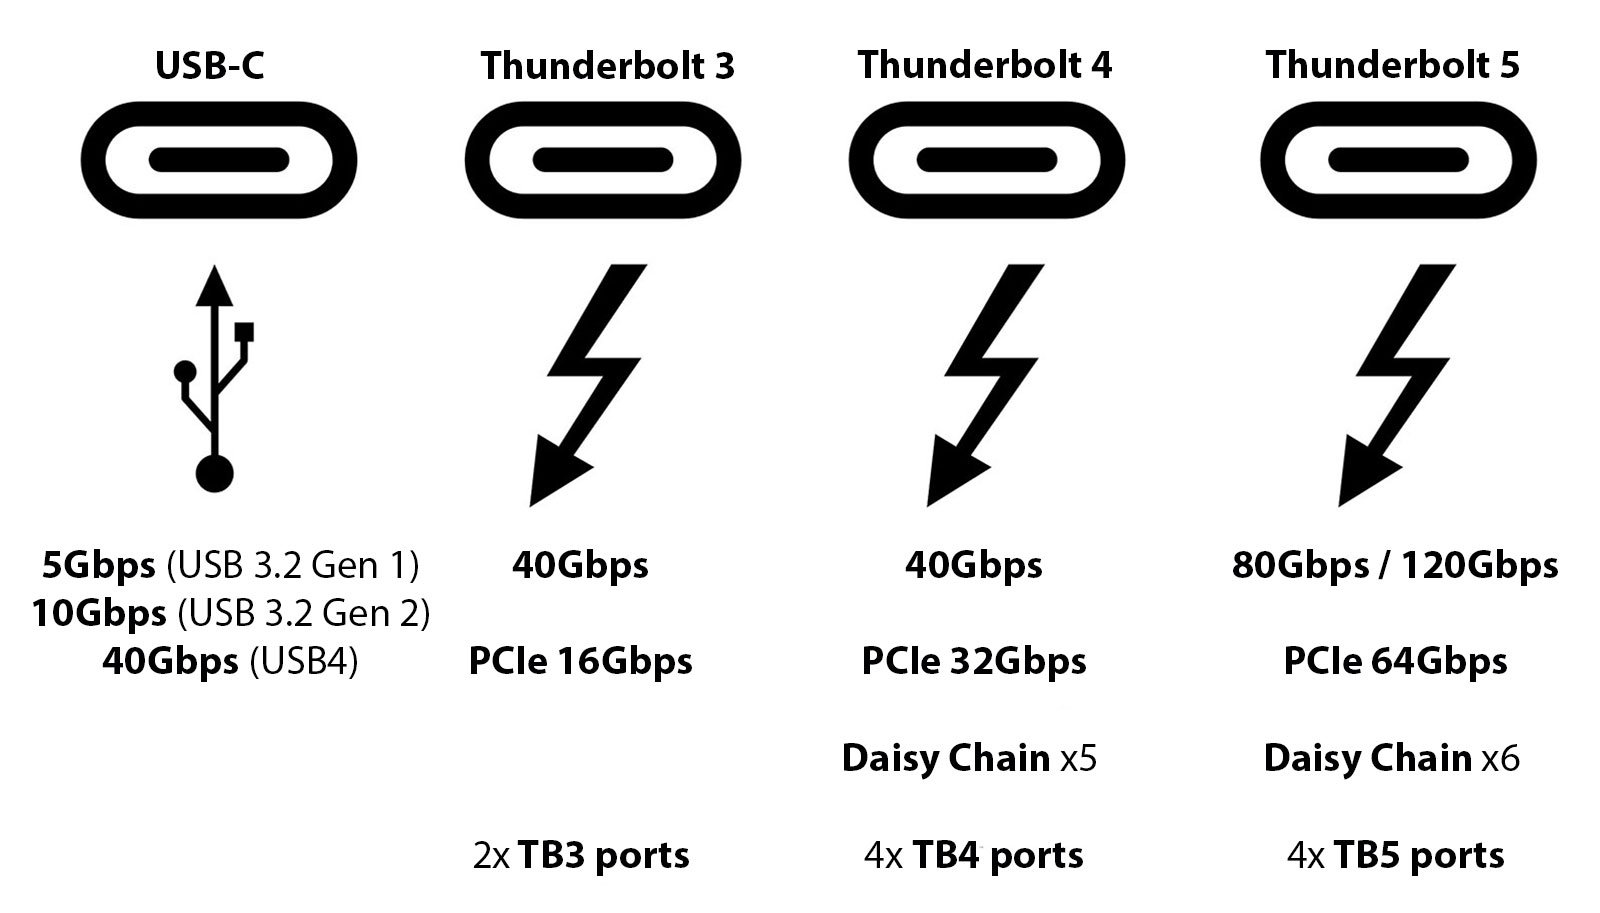 USB-C
Thunderbolt 3
Thunderbolt 4
Thunderbolt 5
5Gbps (USB 3.2 Gen 1)
10Gbps (USB 3.2 Gen 2)
40Gbps (USB4)
40Gbps
PCIe 16Gbps
2x TB3 ports
40Gbps
PCIe 32Gbps
Daisy Chain x5
4x TB4 ports
80Gbps / 120Gbps
PCIe 64Gbps
Daisy Chain x6
4x TB5 ports